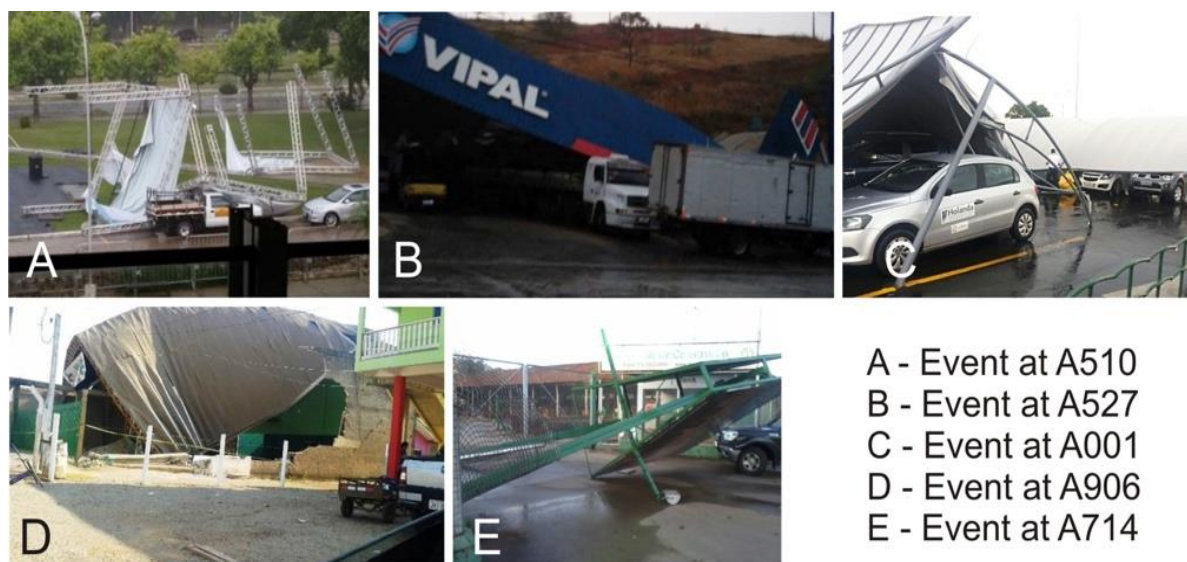 A
B
VIPAL
C
Holanda
D
E
A - Event at A510
B - Event at A527
C - Event at A001
D - Event at A906
E - Event at A714